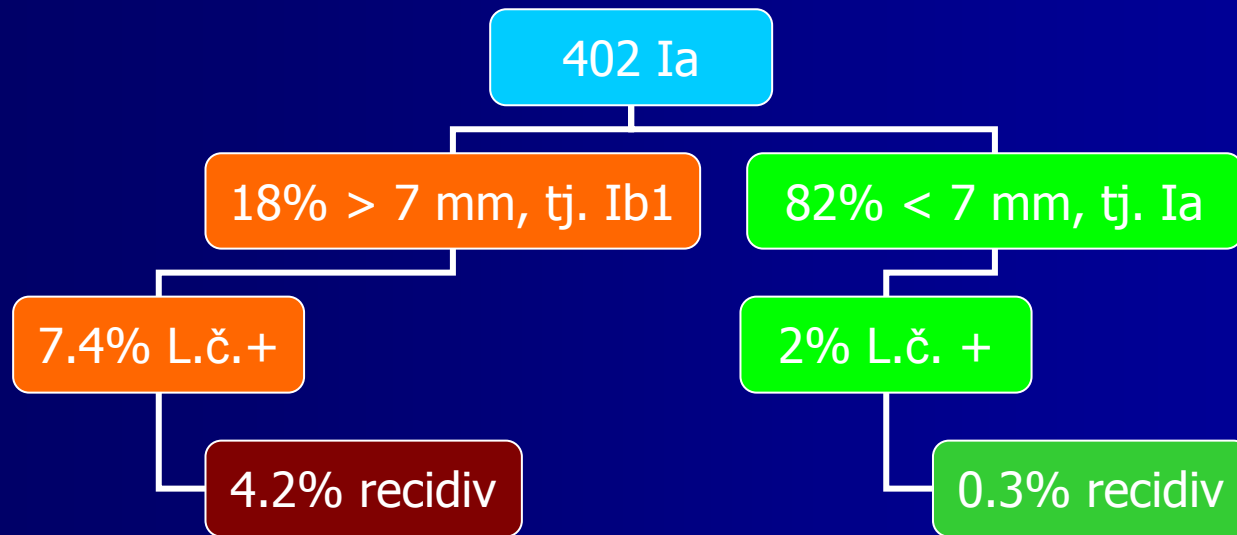 402 Ia
18% > 7 mm, tj. Ib1
82% < 7 mm, tj. Ia
7.4% L.č.+
2% L.č. +
4.2% recidiv
0.3% recidiv